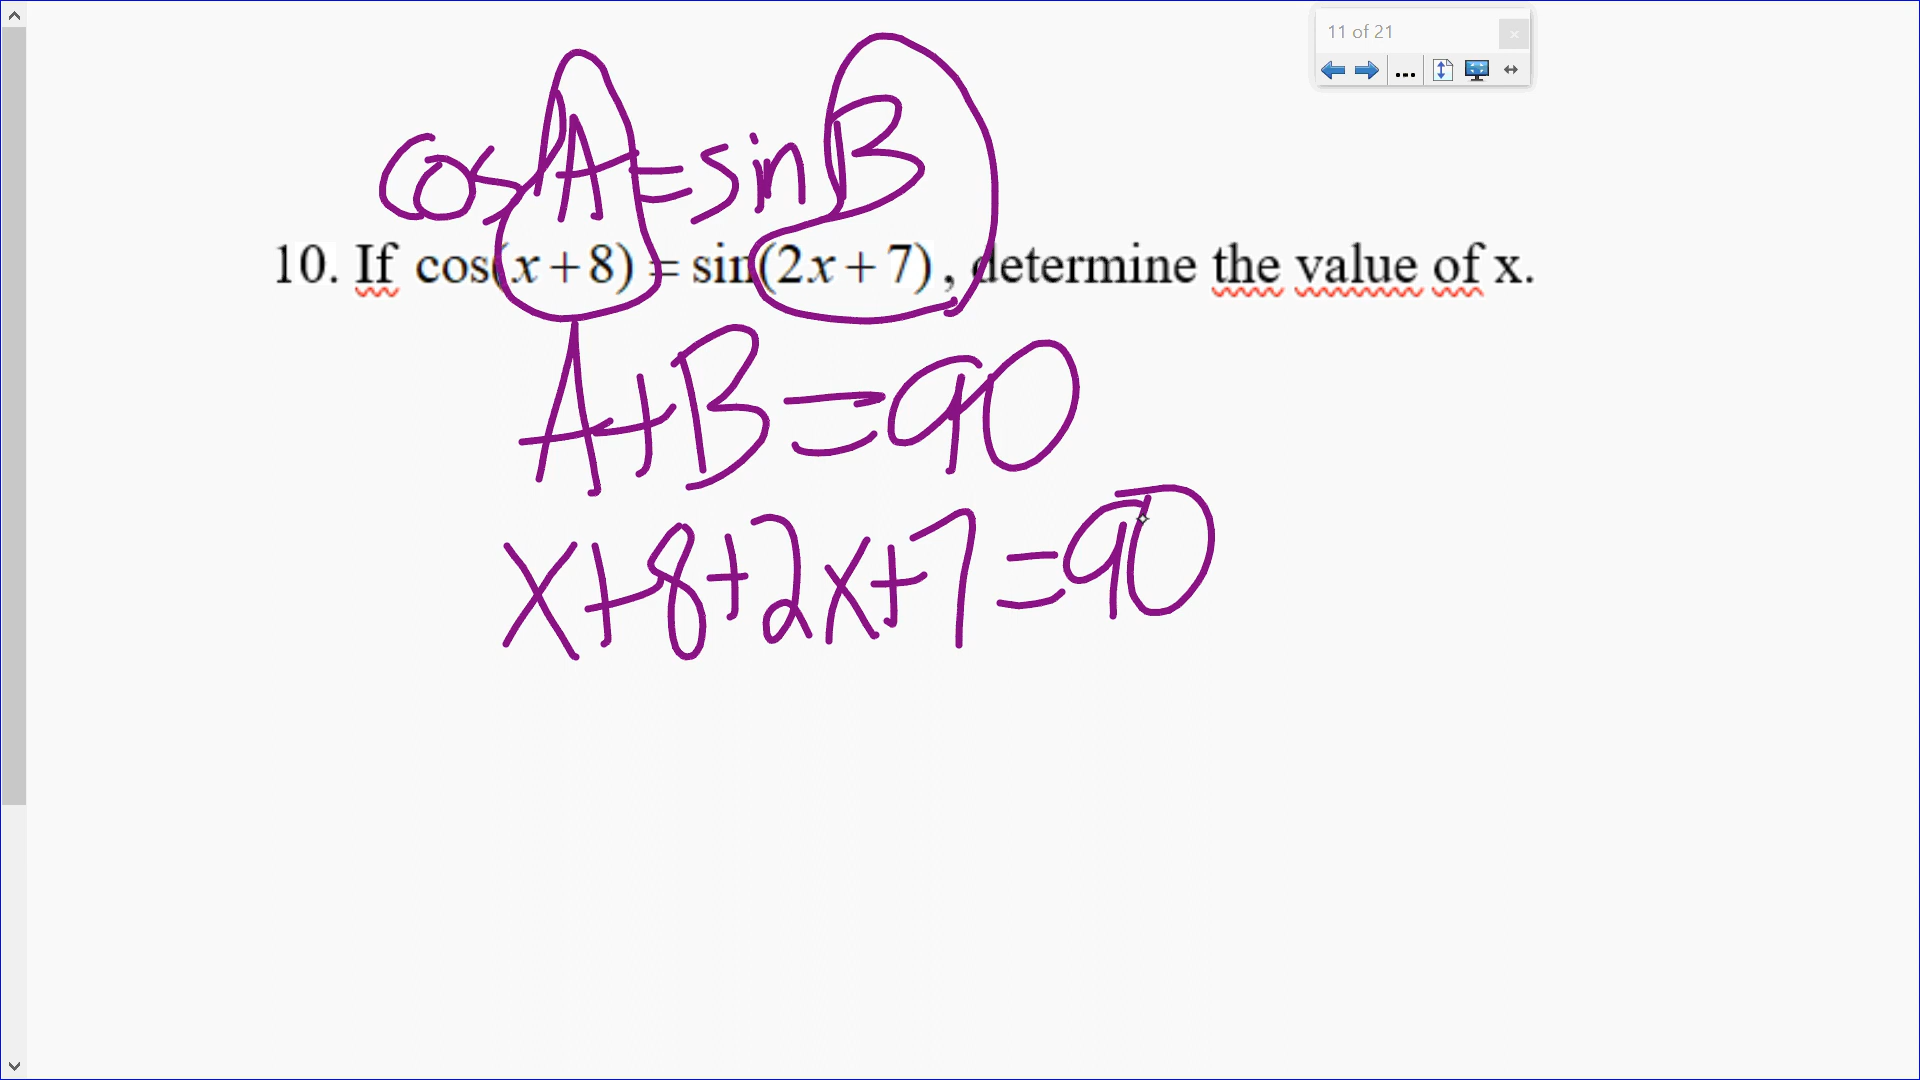 11 of 21
cos A = sin B
10. If cos(x+8) = sin(2x+7), determine the value of x.
A+B=90
x+8+2x+7=90